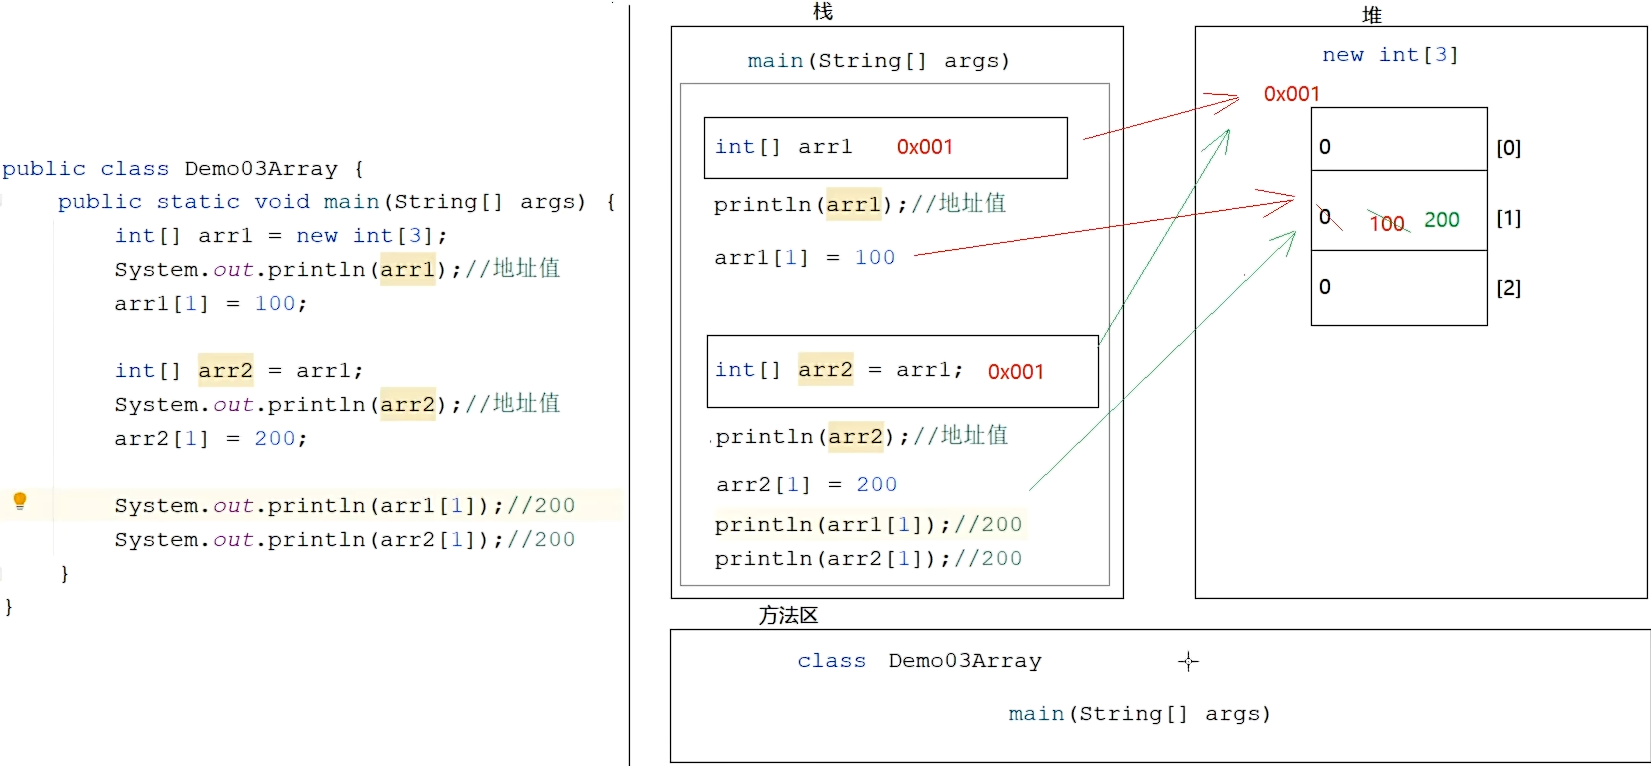 public class Demo03Array {
public static void main(String[] args) {
int[] arr1 = new int[3];
System.out.println(arr1);//地址值
arr1[1] = 100;
int[] arr2 = arr1;
System.out.println(arr2);//地址值
arr2[1] = 200;
System.out.println(arr1[1]);//200
System.out.println(arr2[1]);//200
}
}
栈
main(String[] args)
int[] arr1 0x001
println(arr1);//地址值
arr1[1] = 100
int[] arr2 = arr1; 0x001
println(arr2);//地址值
arr2[1] = 200
println(arr1[1]);//200
println(arr2[1]);//200
堆
new int[3]
0x001
0 [0]
0 100 200 [1]
0 [2]
方法区
class Demo03Array
main(String[] args)